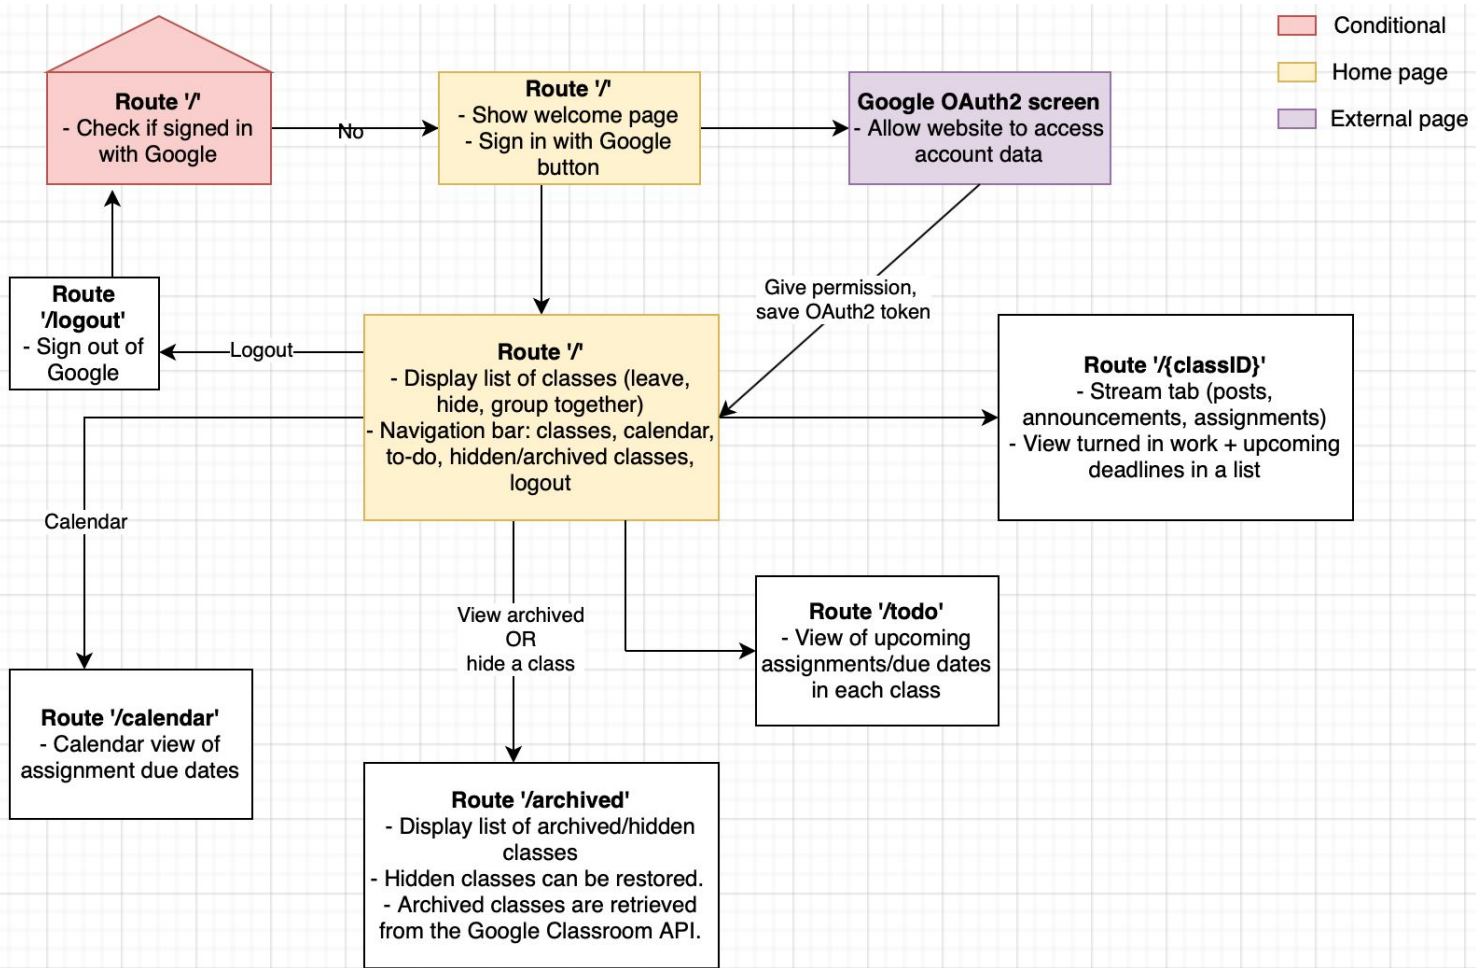 Conditional
Home page
External page
Route '/'
- Check if signed in
with Google
No
Route '/'
- Show welcome page
- Sign in with Google
button
Google OAuth2 screen
- Allow website to access
account data
Route
'/logout'
- Sign out of
Google
Logout
Route '/'
- Display list of classes (leave,
hide, group together)
- Navigation bar: classes, calendar,
to-do, hidden/archived classes,
logout
Give permission,
save OAuth2 token
Route '/{classID}'
- Stream tab (posts,
announcements, assignments)
- View turned in work + upcoming
deadlines in a list
Calendar
View archived
OR
hide a class
Route '/todo'
- View of upcoming
assignments/due dates
in each class
Route '/calendar'
- Calendar view of
assignment due dates
Route '/archived'
- Display list of archived/hidden
classes
- Hidden classes can be restored.
- Archived classes are retrieved
from the Google Classroom API.